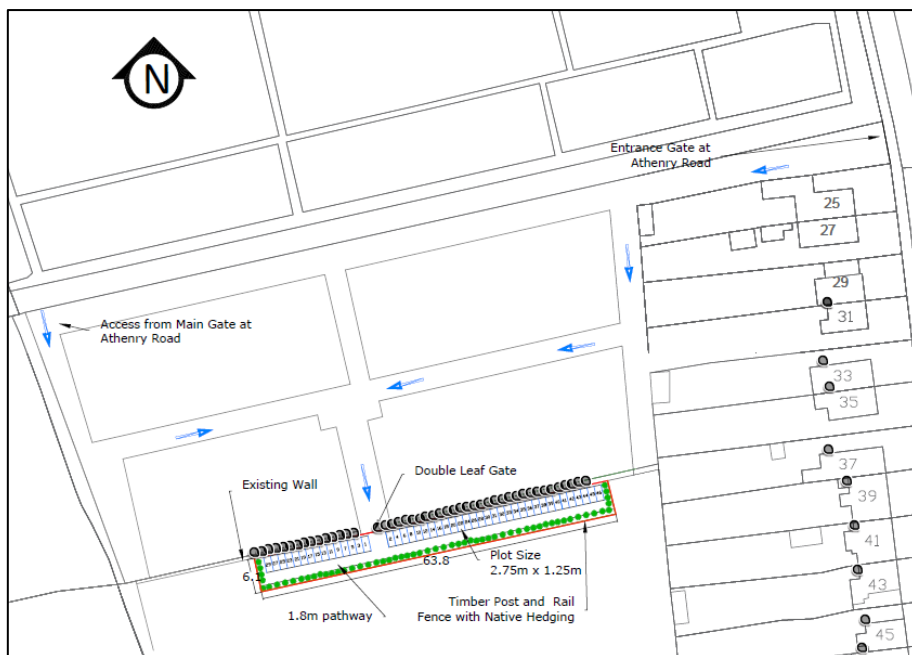 N
Entrance Gate at
Athenry Road
25
27
29
31
33
35
37
39
41
43
45
Access from Main Gate at
Athenry Road
Existing Wall
Double Leaf Gate
6.1
63.8
Plot Size
2.75m x 1.25m
1.8m pathway
Timber Post and Rail
Fence with Native Hedging